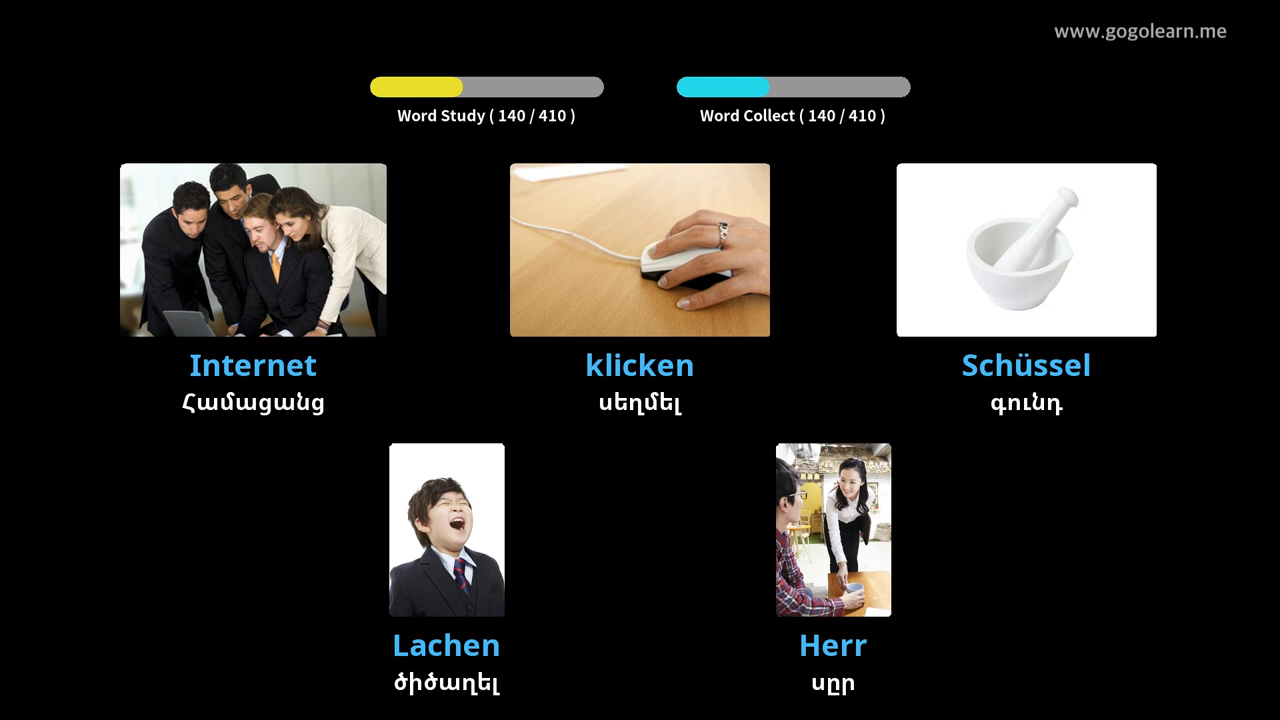 www.gogolearn.me
Word Study ( 140 / 410 )
Word Collect ( 140 / 410 )
Internet
Համացանց
klicken
սեղմել
Schüssel
գունդ
Lachen
ծիծաղել
Herr
սըր